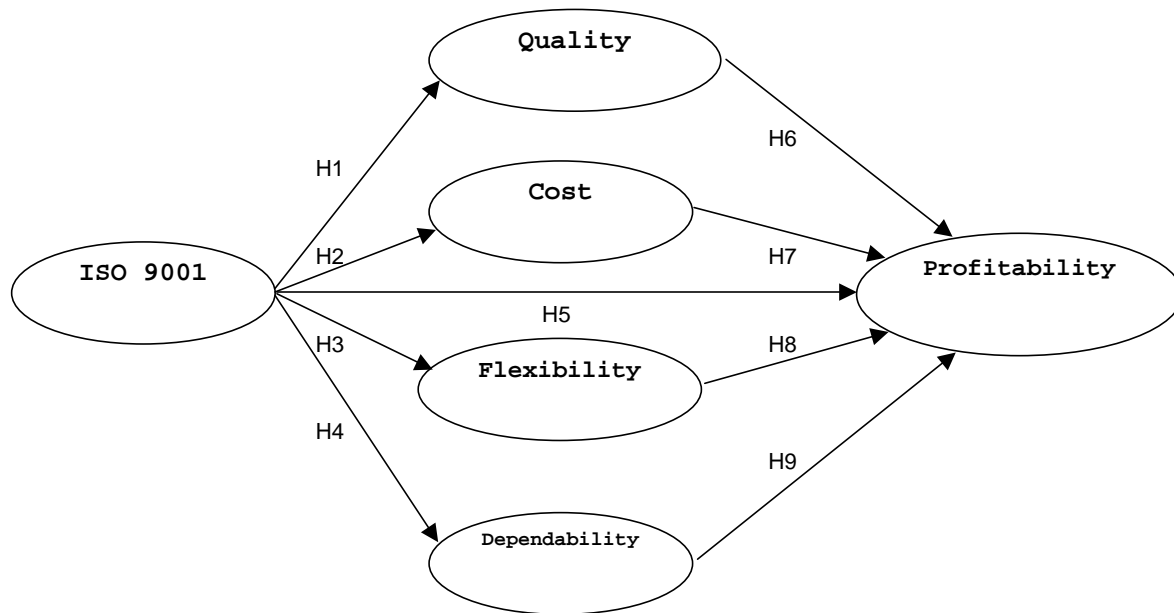 Quality
H6
H1
Cost
H2
H7
ISO 9001
Profitability
H5
H3
H8
Flexibility
H4
H9
Dependability